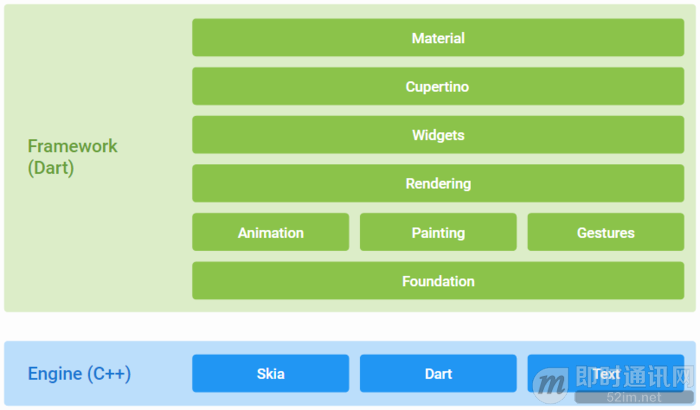 Material
Cupertino
Framework
(Dart)
Widgets
Rendering
Animation Painting Gestures
Foundation
Engine (C++) Skia Dart Text
m 即时通讯网
52im.net